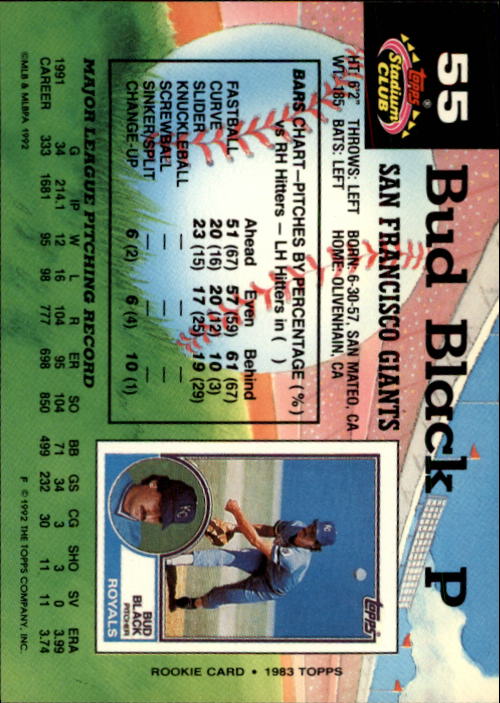 55
Topps®
Stadium
CLUB
Bud Black P
SAN FRANCISCO GIANTS
HT: 6'2" THROWS: LEFT BORN: 6-30-57, SAN MATEO, CA
WT: 185 BATS: LEFT HOME: OLIVENHAIN, CA
BARS CHART—PITCHES BY PERCENTAGE (%)
vs RH Hitters — LH Hitters in ( )
Ahead Even Behind
FASTBALL 51 (67) 57 (59) 61 (67)
CURVE 20 (16) 20 (12) 10 (3)
SLIDER 23 (15) 17 (25) 19 (29)
KNUCKLEBALL — — —
SCREWBALL — — —
SINKER/SPLIT — — —
CHANGE-UP 6 (2) 6 (4) 10 (1)
MAJOR LEAGUE PITCHING RECORD
G IP W L R ER SO BB GS CG SHO SV ERA
1991 34 214.1 12 16 104 95 104 71 34 3 3 0 3.99
CAREER 333 1681 95 98 777 698 850 499 232 30 11 11 3.74
©MLB & MLBPA 1992
F ©1992 THE TOPPS COMPANY, INC.
Topps
KC
KC
BUD
BLACK
PITCHER
ROYALS
ROOKIE CARD • 1983 TOPPS